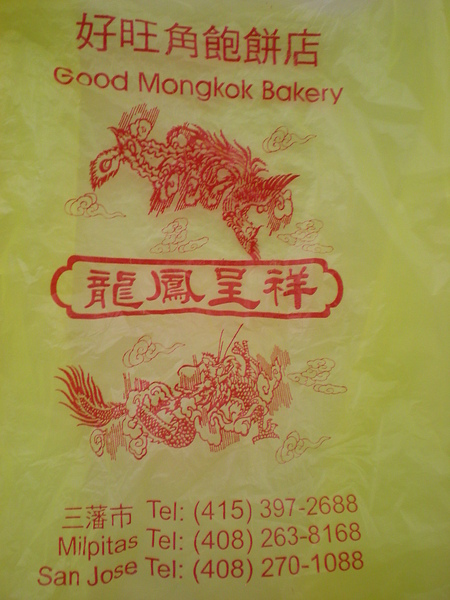 好旺角飽餅店
Good Mongkok Bakery
龍鳳呈祥
三藩市 Tel: (415) 397-2688
Milpitas Tel: (408) 263-8168
San Jose Tel: (408) 270-1088